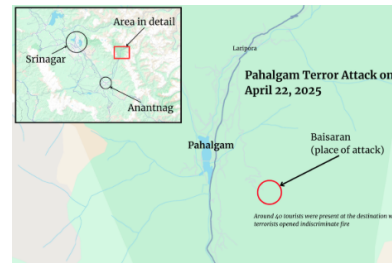 Area in detail
Srinagar
Anantnag
Laripora
Pahalgam Terror Attack on
April 22, 2025
Pahalgam
Baisaran
(place of attack)
Around 40 tourists were present at the destination w
terrorists opened indiscriminate fire